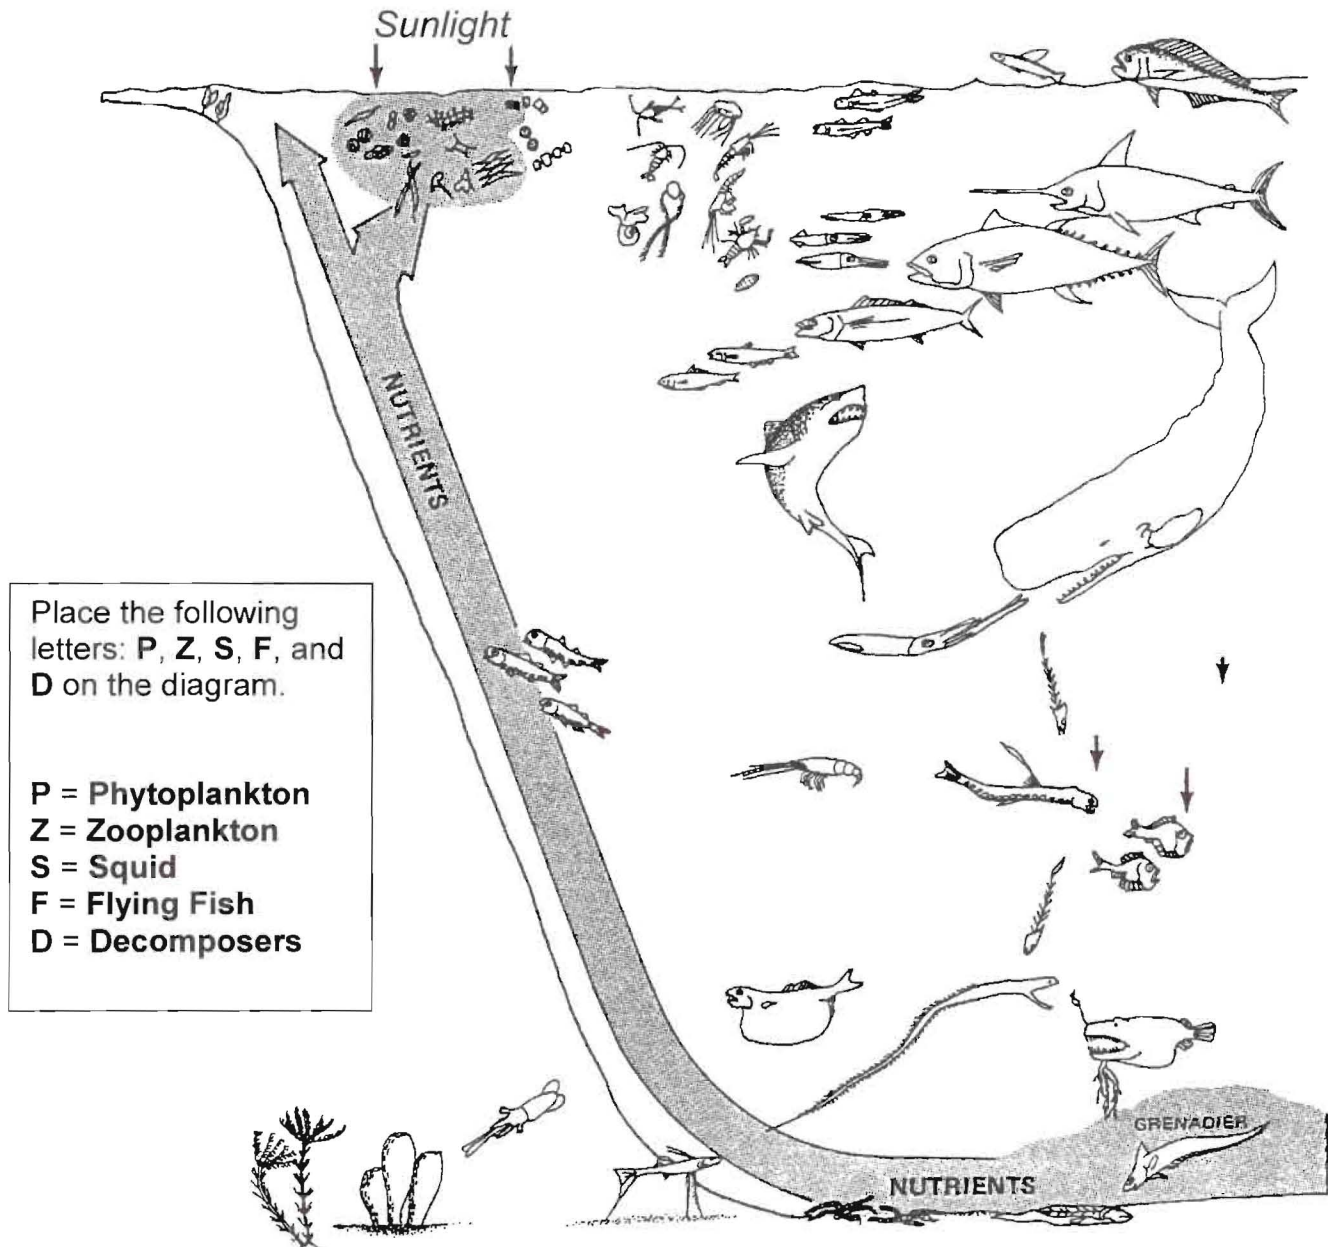 Sunlight
NUTRIENTS
Place the following
letters: P, Z, S, F, and
D on the diagram.
P = Phytoplankton
Z = Zooplankton
S = Squid
F = Flying Fish
D = Decomposers
GRENADIER
NUTRIENTS